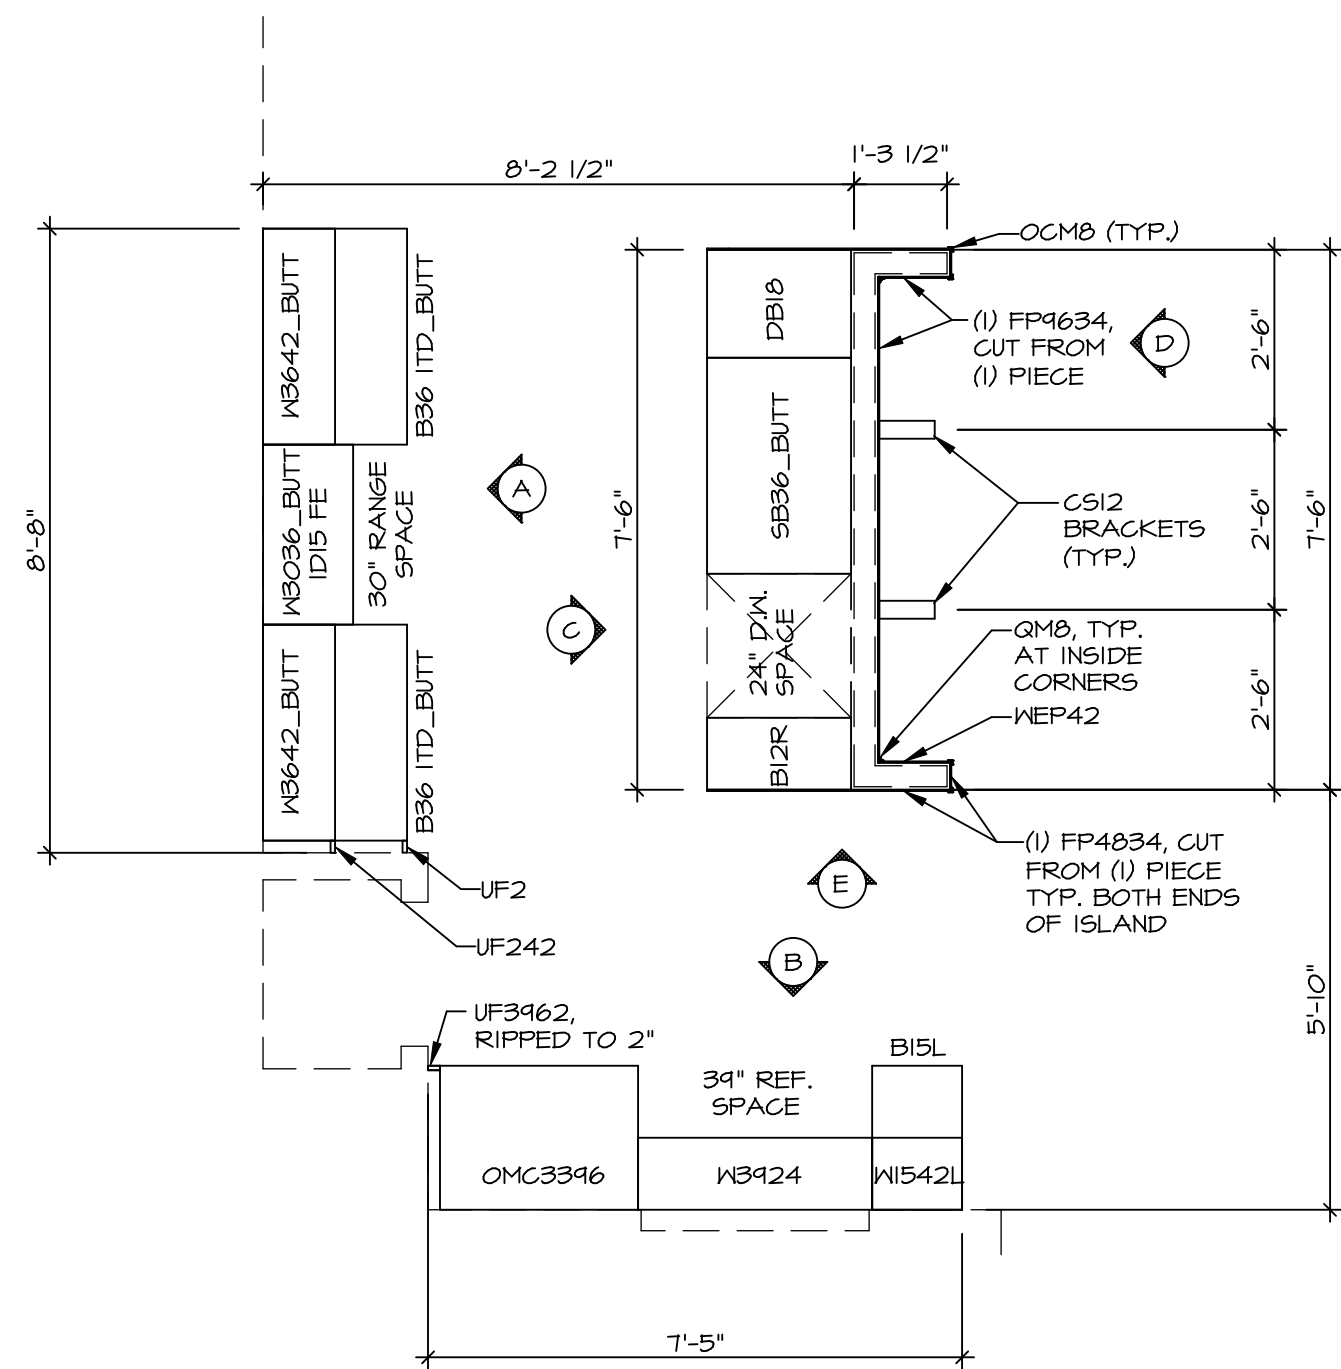 8'-2 1/2"
1'-3 1/2"
OCM8 (TYP.)
W3642_BUTT
B36 1TD_BUTT
DB18
(1) FP9634,
CUT FROM
(1) PIECE
D
2'-6"
W3036_BUTT
1D15 FE
30" RANGE
SPACE
A
8'-8"
7'-6"
SB36_BUTT
CS12
BRACKETS
(TYP.)
2'-6"
7'-6"
C
24" D.W.
SPACE
QM8, TYP.
AT INSIDE
CORNERS
W3642_BUTT
B36 1TD_BUTT
B12R
WEP42
2'-6"
UF2
UF242
E
(1) FP4834, CUT
FROM (1) PIECE
TYP. BOTH ENDS
OF ISLAND
B
UF3962,
RIPPED TO 2"
5'-10"
B15L
39" REF.
SPACE
OMC3396
W3924
W1542L
7'-5"